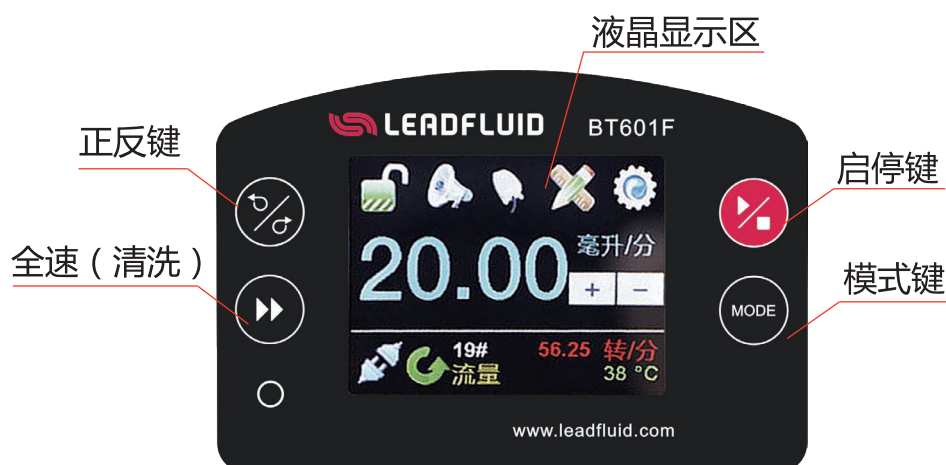 液晶显示区
LEADFLUID
BT601F
正反键
启停键
毫升/分
20.00
+ -
全速（清洗）
模式键
MODE
19#
56.25 转/分
流量
38 °C
www.leadfluid.com